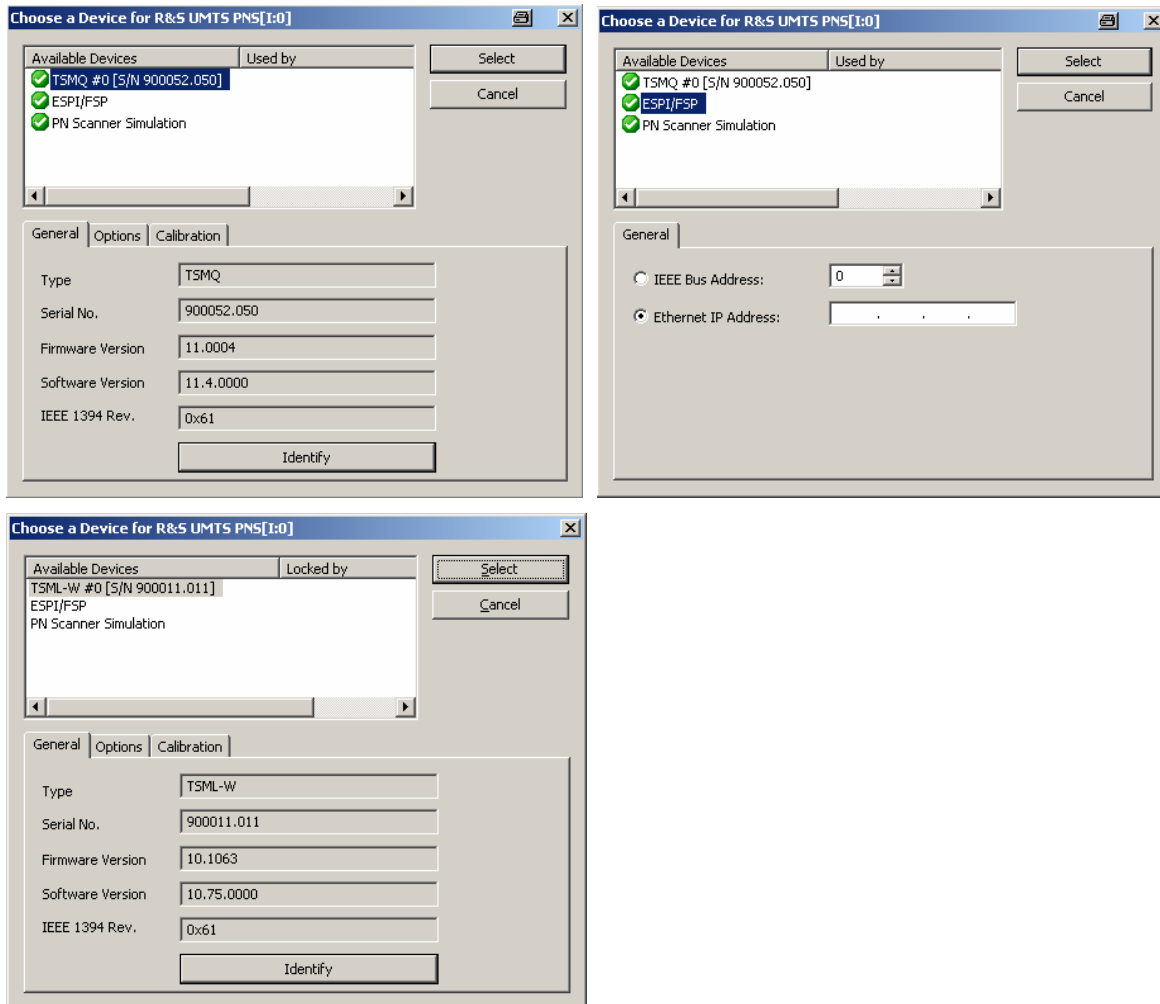 Choose a Device for R&S UMTS PNS[I:0]
Available Devices Used by
TSMQ #0 [S/N 900052.050]
ESPI/FSP
PN Scanner Simulation
Select
Cancel
General Options Calibration
Type TSMQ
Serial No. 900052.050
Firmware Version 11.0004
Software Version 11.4.0000
IEEE 1394 Rev. 0x61
Identify
Choose a Device for R&S UMTS PNS[I:0]
Available Devices Used by
TSMQ #0 [S/N 900052.050]
ESPI/FSP
PN Scanner Simulation
Select
Cancel
General
IEEE Bus Address: 0
Ethernet IP Address: . . .
Choose a Device for R&S UMTS PNS[I:0]
Available Devices Locked by
TSML-W #0 [S/N 900011.011]
ESPI/FSP
PN Scanner Simulation
Select
Cancel
General Options Calibration
Type TSML-W
Serial No. 900011.011
Firmware Version 10.1063
Software Version 10.75.0000
IEEE 1394 Rev. 0x61
Identify